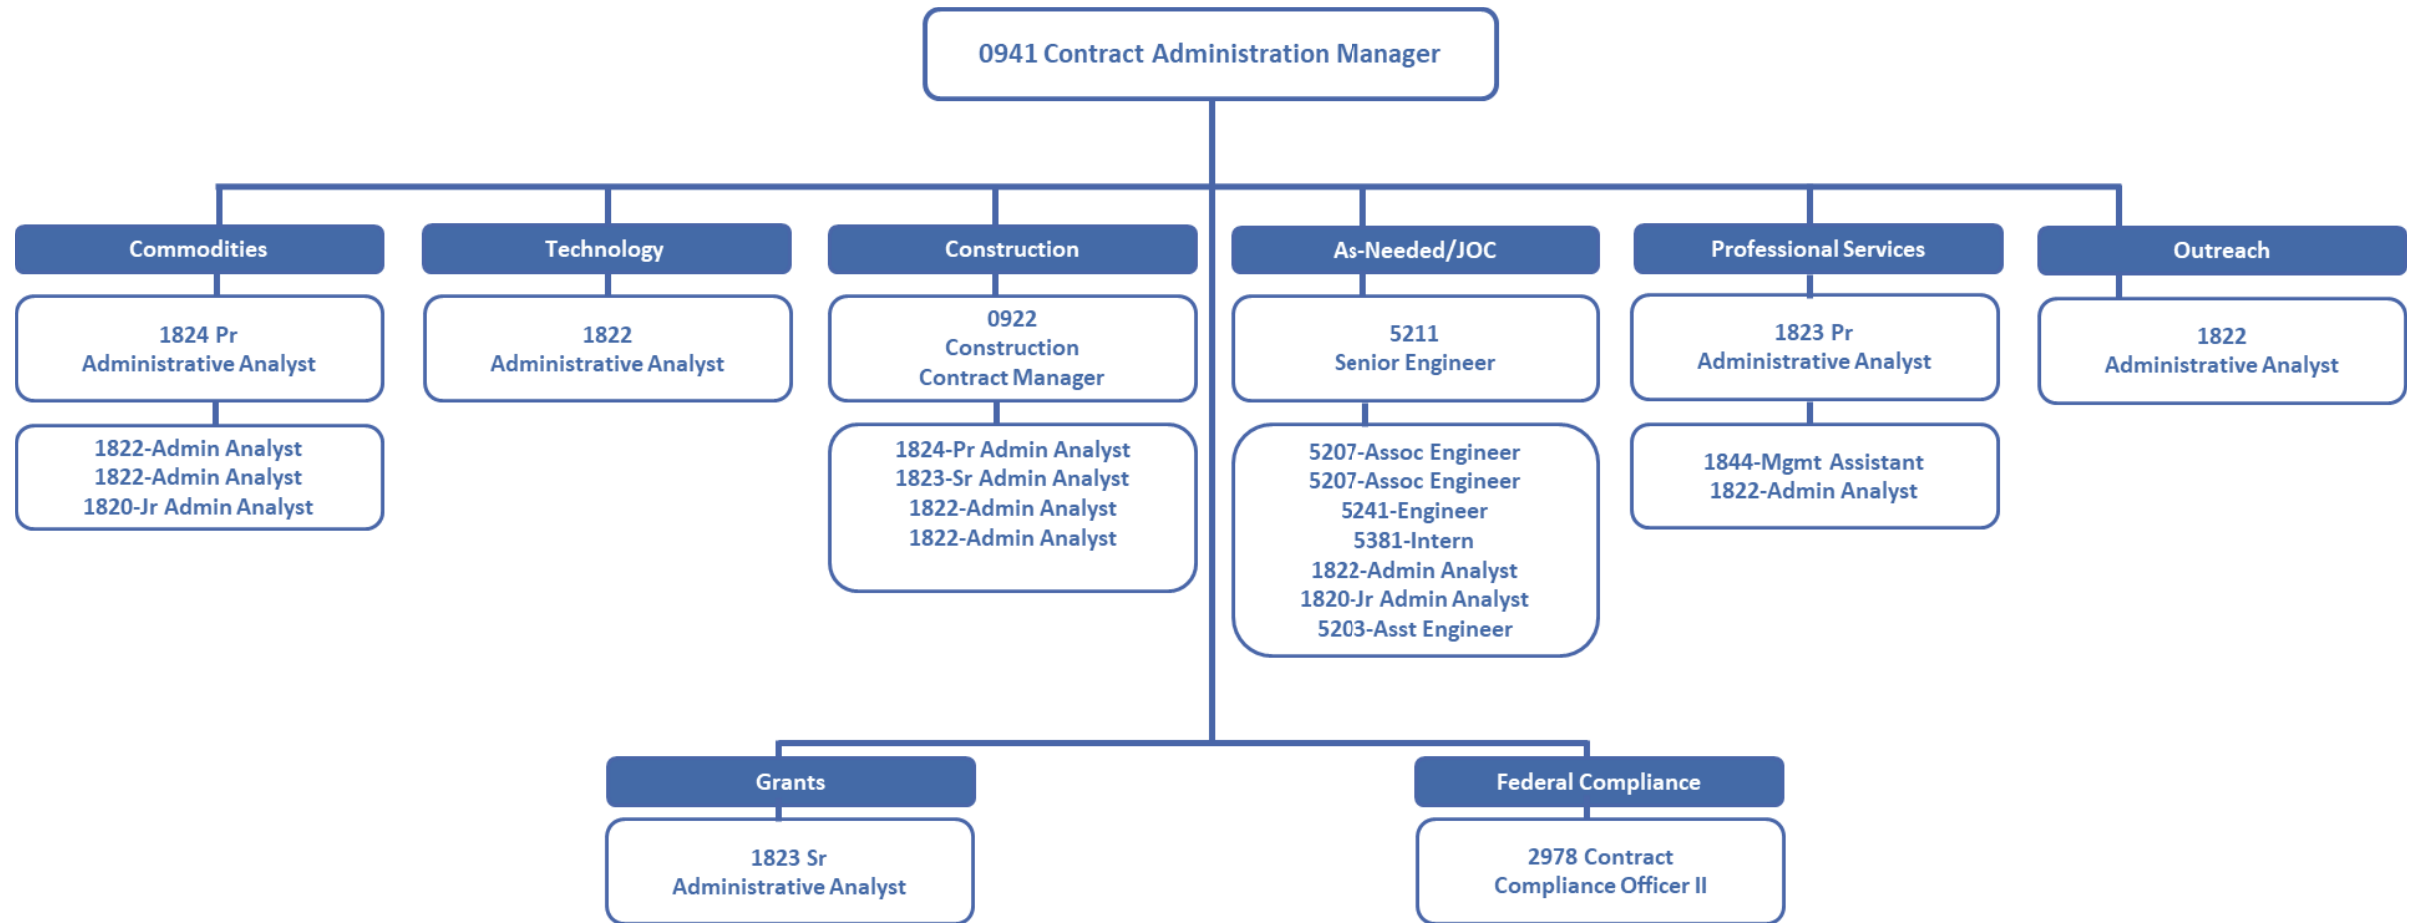 0941 Contract Administration Manager
Commodities
1824 Pr
Administrative Analyst
1822-Admin Analyst
1822-Admin Analyst
1820-Jr Admin Analyst
Technology
1822
Administrative Analyst
Construction
0922
Construction
Contract Manager
1824-Pr Admin Analyst
1823-Sr Admin Analyst
1822-Admin Analyst
1822-Admin Analyst
As-Needed/JOC
5211
Senior Engineer
5207-Assoc Engineer
5207-Assoc Engineer
5241-Engineer
5381-Intern
1822-Admin Analyst
1820-Jr Admin Analyst
5203-Asst Engineer
Professional Services
1823 Pr
Administrative Analyst
1844-Mgmt Assistant
1822-Admin Analyst
Outreach
1822
Administrative Analyst
Grants
1823 Sr
Administrative Analyst
Federal Compliance
2978 Contract
Compliance Officer II